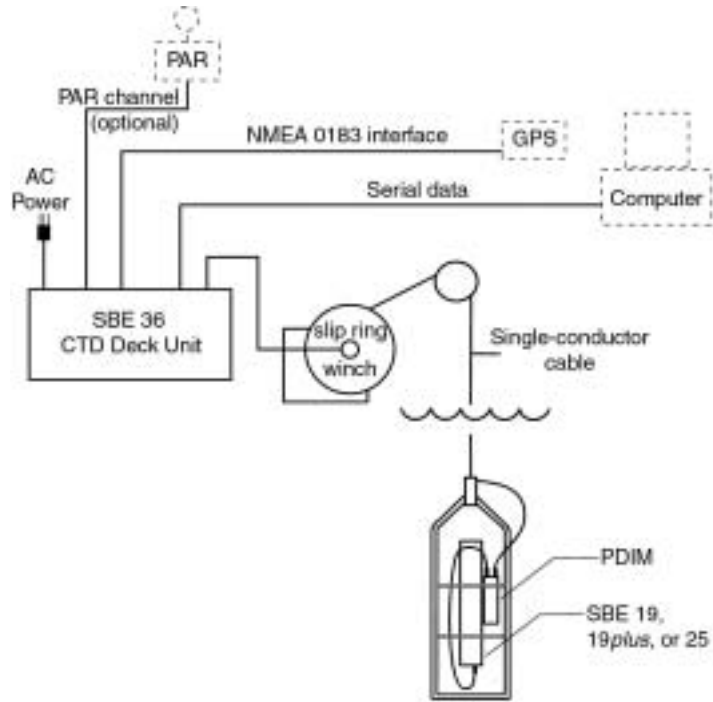 PAR
PAR channel
(optional)
NMEA 0183 interface
GPS
AC
Power
Serial data
Computer
SBE 36
CTD Deck Unit
slip ring
winch
Single-conductor
cable
PDIM
SBE 19,
19plus, or 25